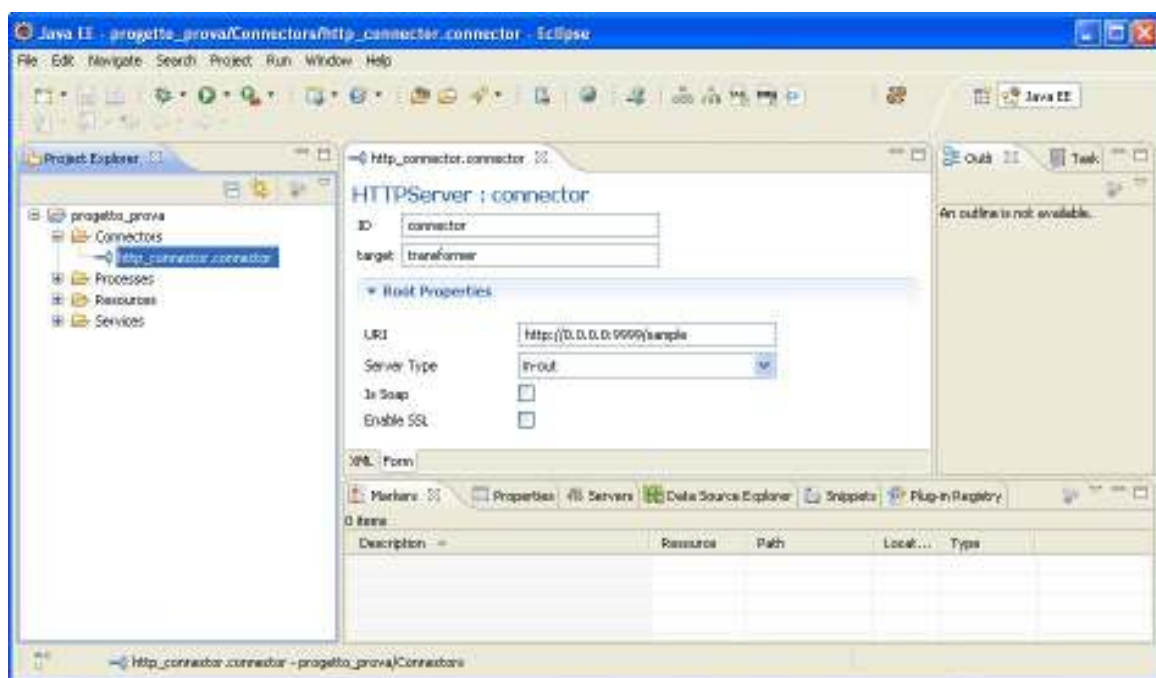 Java EE - progetto_prova/Connectors/http_connector.connector - Eclipse
File Edit Navigate Search Project Run Window Help
Java EE
Project Explorer
progetto_prova
Connectors
http_connector.connector
Processes
Resources
Services
http_connector.connector
HTTPServer : connector
ID connector
target transformer
Root Properties
URI http://0.0.0.0:9999/sample
Server Type in-out
Is Soap
Enable SSL
XML Form
Outli Task
An outline is not available.
Markers Properties Servers Data Source Explorer Snippets Plug-in Registry
0 items
Description Resource Path Locat... Type
http_connector.connector - progetto_prova/Connectors